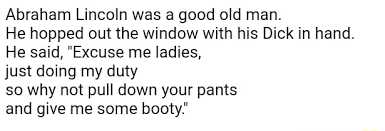 Abraham Lincoln was a good old man.
He hopped out the window with his Dick in hand.
He said, "Excuse me ladies,
just doing my duty
so why not pull down your pants
and give me some booty."